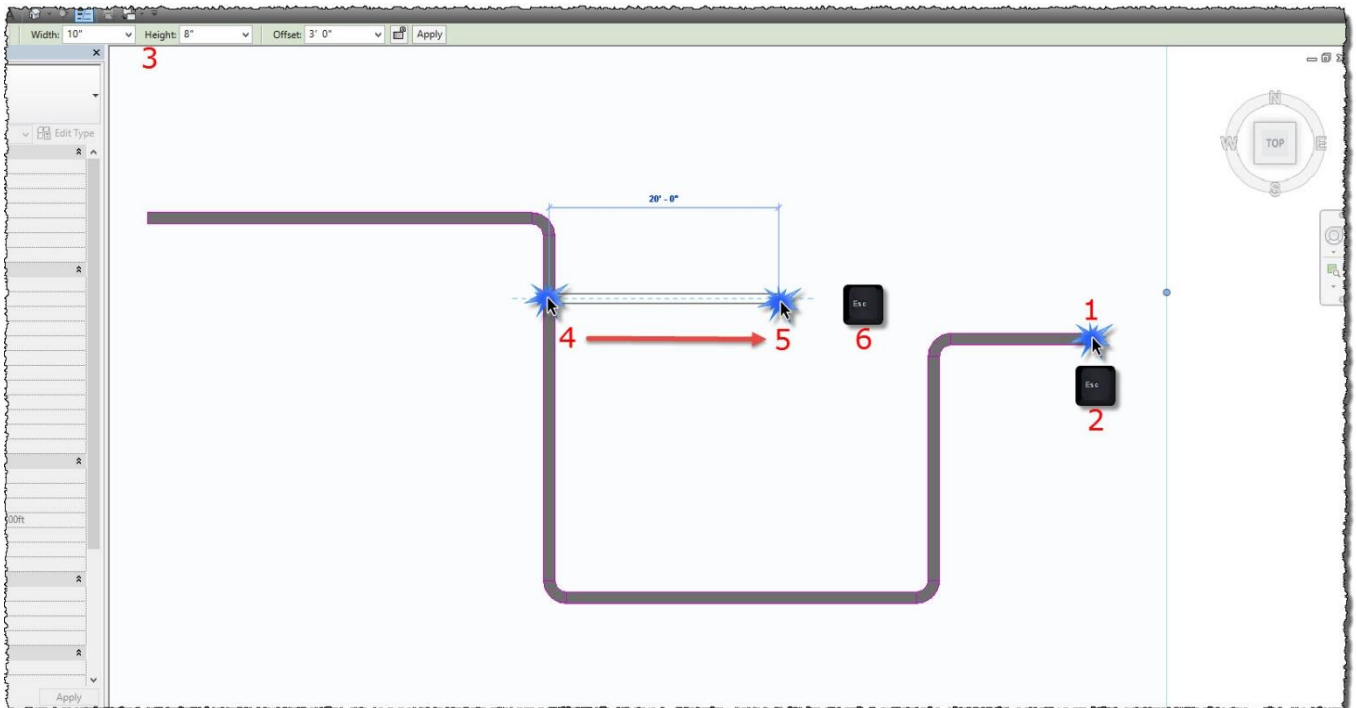 Width: 10" Height: 8" Offset: 3' 0" Apply
3
Edit Type
N
W TOP E
S
20' - 0"
Esc
1
4 5 6
Esc
2
00ft
Apply